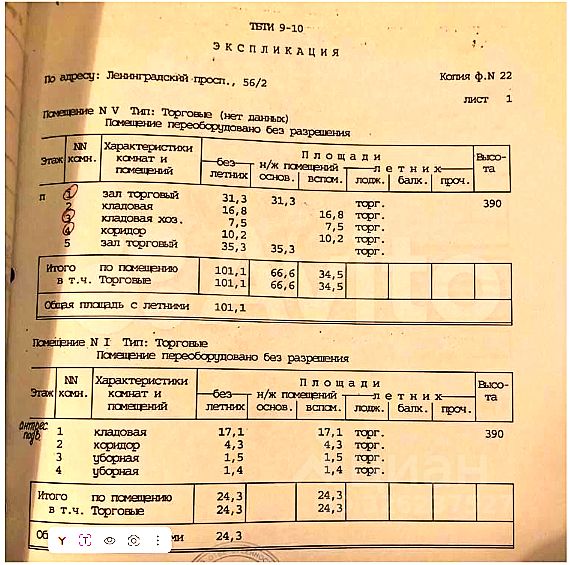 ТБТИ 9-10
ЭКСПЛИКАЦИЯ
По адресу: Ленинградский просп., 56/2
Копия ф.N 22
лист 1
Помещение N V Тип: Торговые (нет данных)
Помещение переоборудовано без разрешения
Этаж NN комн. Характеристики комнат и помещений Площади Высота
без летних н/ж помещений основ. вспом. летних лодж. балк. проч.
п 1 зал торговый 31,3 31,3 торг. 390
2 кладовая 16,8 16,8 торг.
3 кладовая хоз. 7,5 7,5 торг.
4 коридор 10,2 10,2 торг.
5 зал торговый 35,3 35,3 торг.
Итого по помещению 101,1 66,6 34,5
в т.ч. Торговые 101,1 66,6 34,5
Общая площадь с летними 101,1
Помещение N I Тип: Торговые
Помещение переоборудовано без разрешения
Этаж NN комн. Характеристики комнат и помещений Площади Высота
без летних н/ж помещений основ. вспом. летних лодж. балк. проч.
антрес. подв. 1 кладовая 17,1 17,1 торг. 390
2 коридор 4,3 4,3 торг.
3 уборная 1,5 1,5 торг.
4 уборная 1,4 1,4 торг.
Итого по помещению 24,3 24,3
в т.ч. Торговые 24,3 24,3
24,3
Avito
Циан